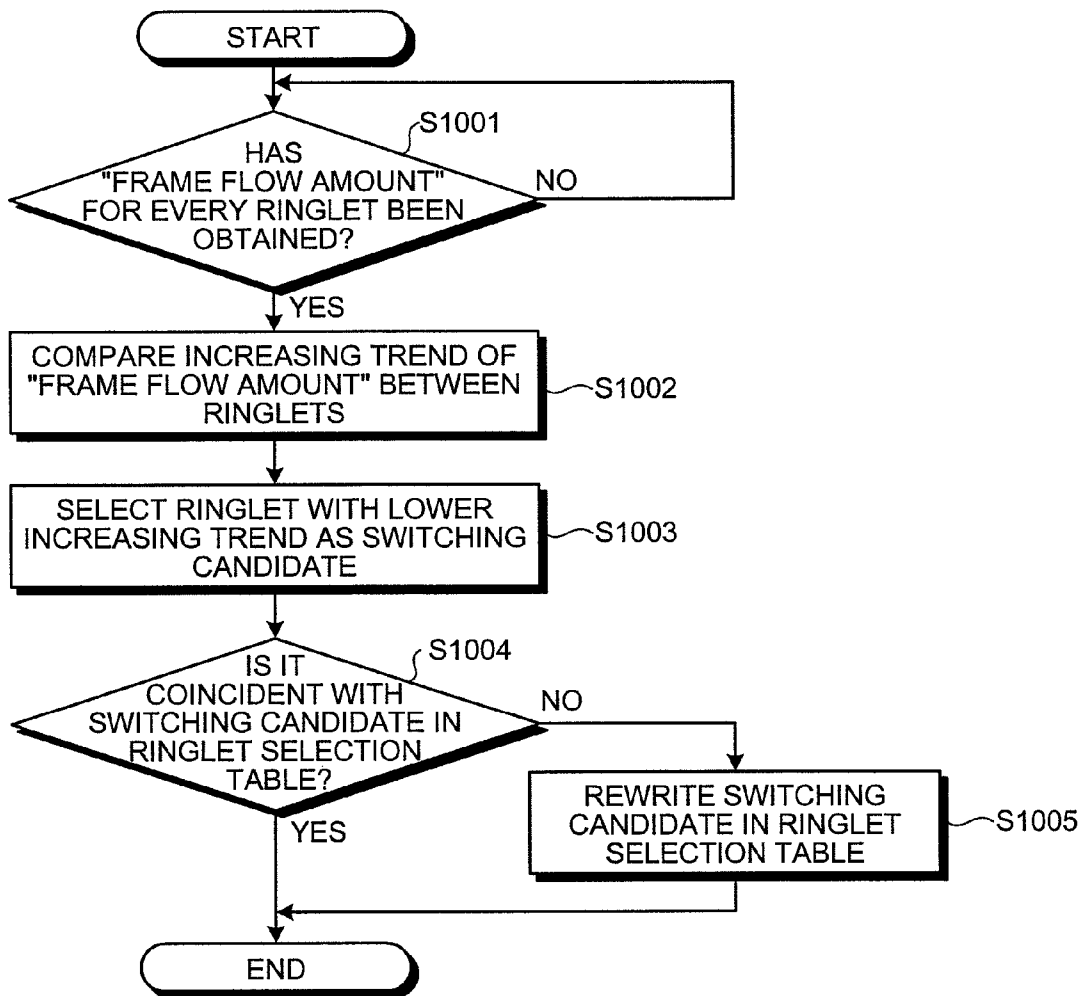 START
S1001
HAS
"FRAME FLOW AMOUNT"
FOR EVERY RINGLET BEEN
OBTAINED?
NO
YES
COMPARE INCREASING TREND OF
"FRAME FLOW AMOUNT" BETWEEN
RINGLETS
S1002
SELECT RINGLET WITH LOWER
INCREASING TREND AS SWITCHING
CANDIDATE
S1003
S1004
IS IT
COINCIDENT WITH
SWITCHING CANDIDATE IN
RINGLET SELECTION
TABLE?
NO
YES
REWRITE SWITCHING
CANDIDATE IN RINGLET
SELECTION TABLE
S1005
END